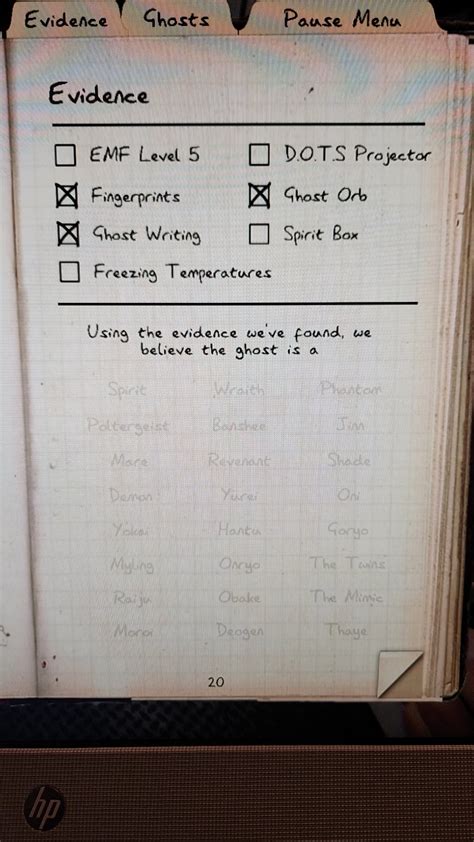 Evidence Ghosts Pause Menu
Evidence
EMF Level 5 D.O.T.S Projector
Fingerprints Ghost Orb
Ghost Writing Spirit Box
Freezing Temperatures
Using the evidence we've found, we
believe the ghost is a
Spirit Wraith Phantom
Poltergeist Banshee Jinn
Mare Revenant Shade
Demon Yurei Oni
Yokai Hantu Goryo
Myling Onryo The Twins
Raiju Obake The Mimic
Moroi Deogen Thaye
20
hp